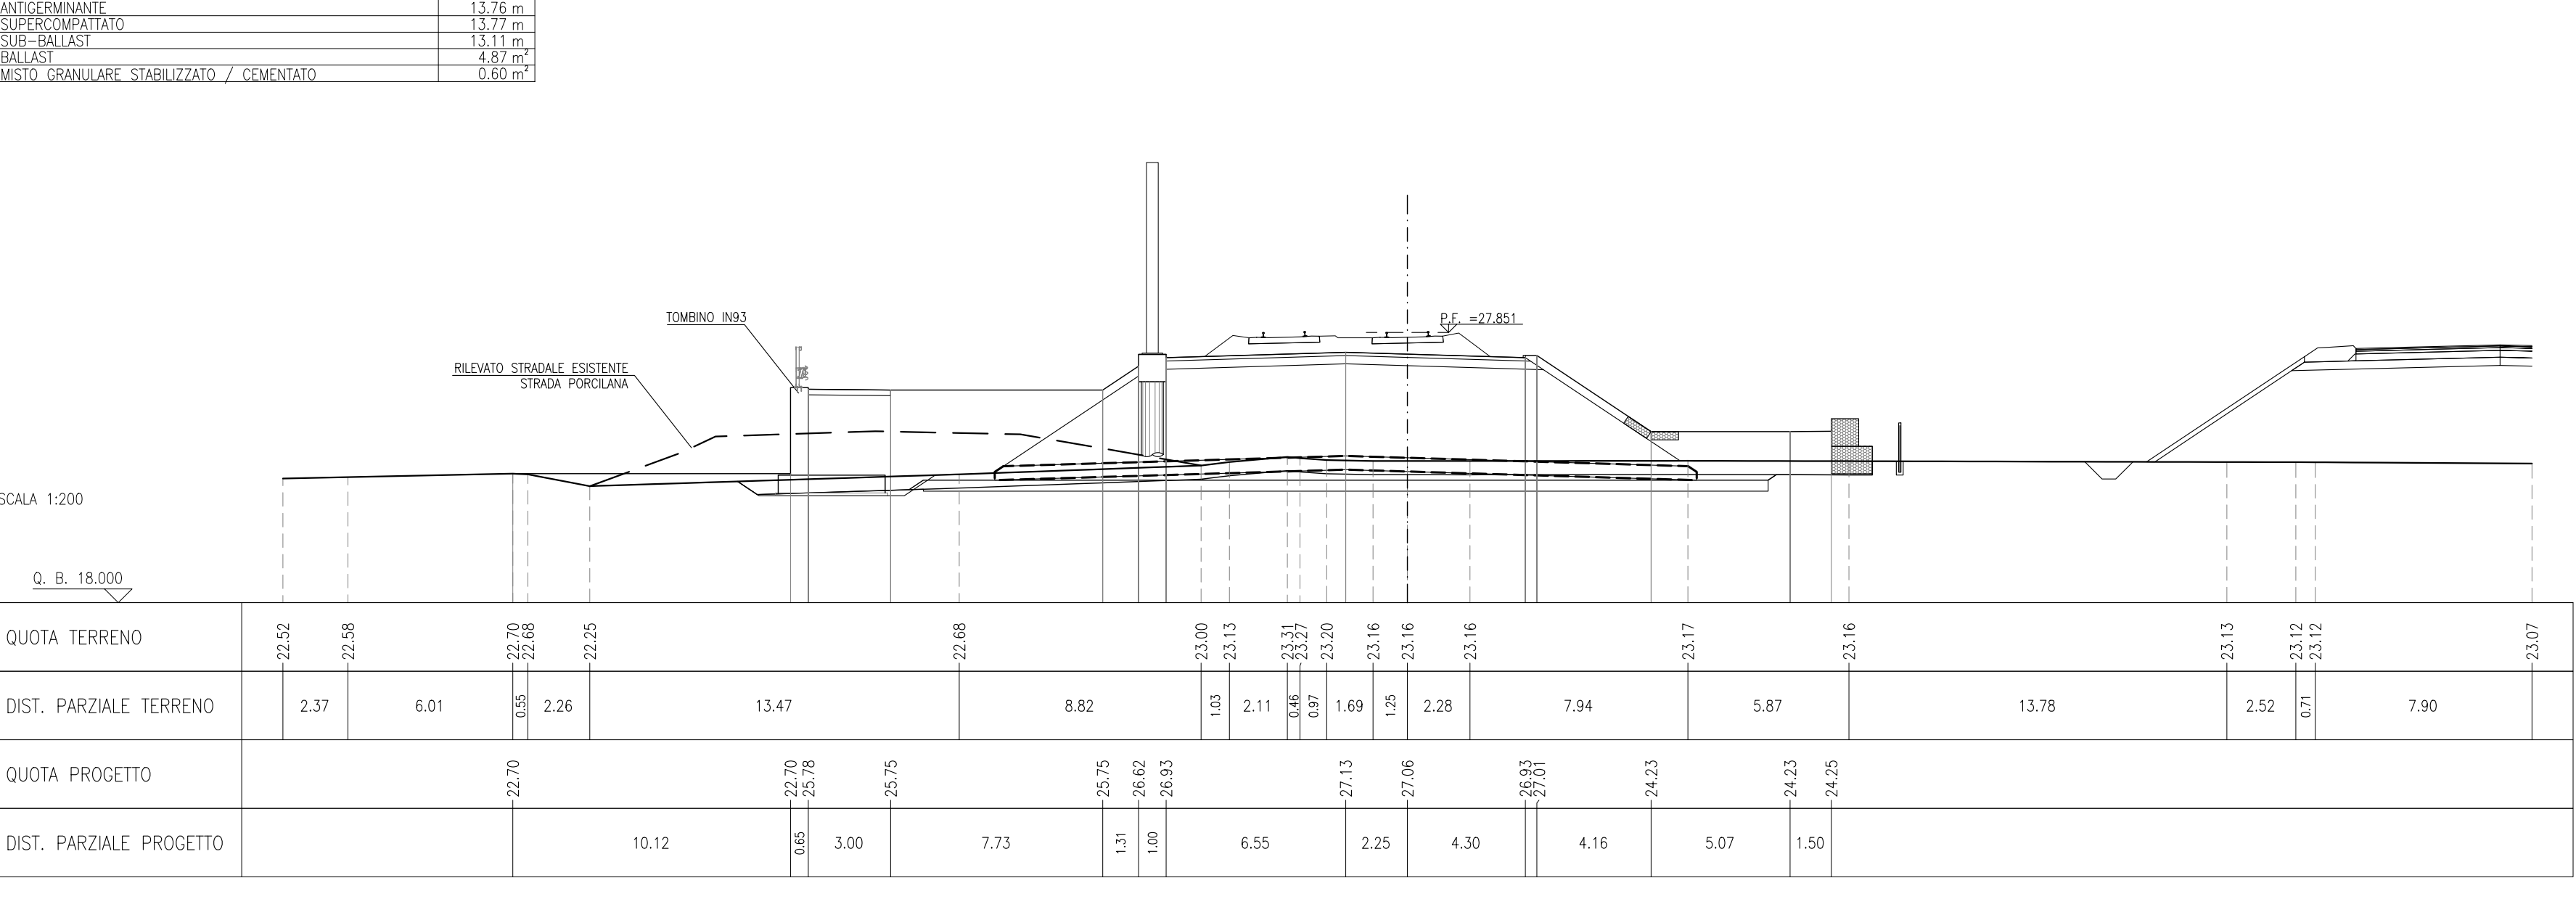 ANTIGERMINANTE 13.76 m
SUPERCOMPATTATO 13.77 m
SUB-BALLAST 13.11 m
BALLAST 4.87 m²
MISTO GRANULARE STABILIZZATO / CEMENTATO 0.60 m²
TOMBINO IN93
P.F. =27.851
RILEVATO STRADALE ESISTENTE
STRADA PORCILANA
SCALA 1:200
Q. B. 18.000
QUOTA TERRENO 22.52 22.58 22.70 22.68 22.25 22.68 23.00 23.13 23.31 23.27 23.20 23.16 23.16 23.16 23.17 23.16 23.13 23.12 23.12 23.07
DIST. PARZIALE TERRENO 2.37 6.01 0.55 2.26 13.47 8.82 1.03 2.11 0.46 0.97 1.69 1.25 2.28 7.94 5.87 13.78 2.52 0.71 7.90
QUOTA PROGETTO 22.70 22.70 25.78 25.75 25.75 26.62 26.93 27.13 27.06 26.93 27.01 24.23 24.23 24.25
DIST. PARZIALE PROGETTO 10.12 0.65 3.00 7.73 1.31 1.00 6.55 2.25 4.30 4.16 5.07 1.50